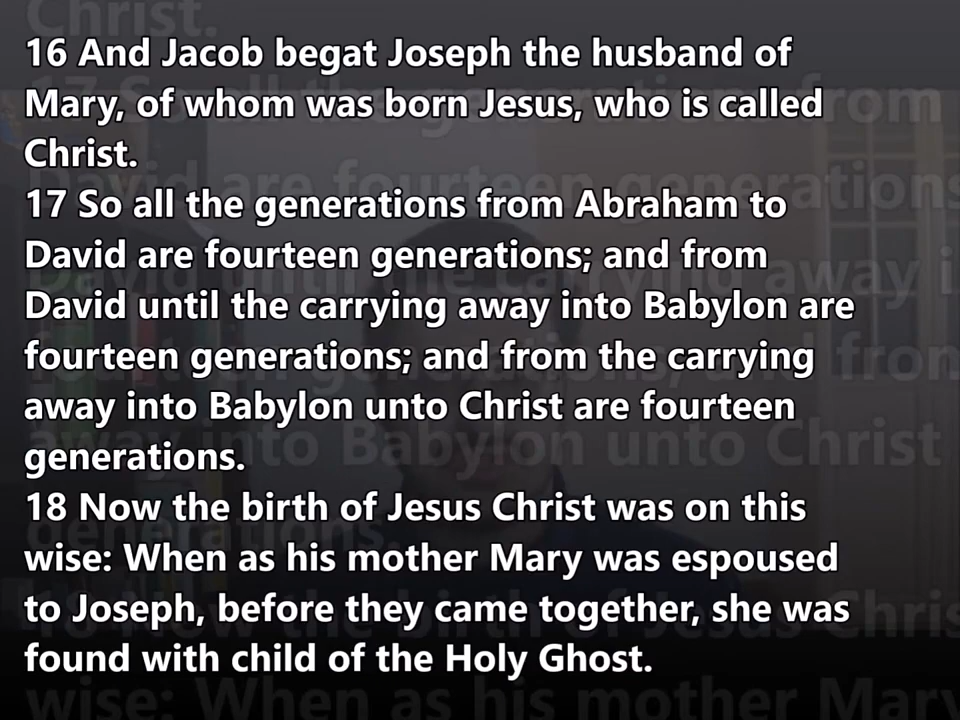 16 And Jacob begat Joseph the husband of
Mary, of whom was born Jesus, who is called
Christ.
17 So all the generations from Abraham to
David are fourteen generations; and from
David until the carrying away into Babylon are
fourteen generations; and from the carrying
away into Babylon unto Christ are fourteen
generations.
18 Now the birth of Jesus Christ was on this
wise: When as his mother Mary was espoused
to Joseph, before they came together, she was
found with child of the Holy Ghost.